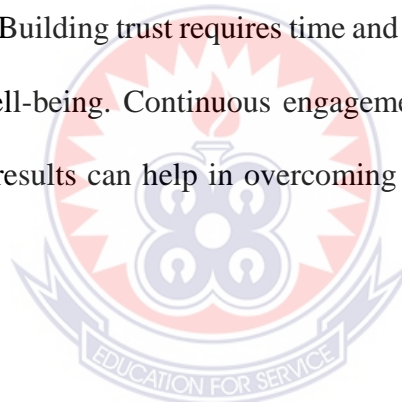 Building trust requires time and
ell-being. Continuous engageme
results can help in overcoming
EDUCATION FOR SERVICE